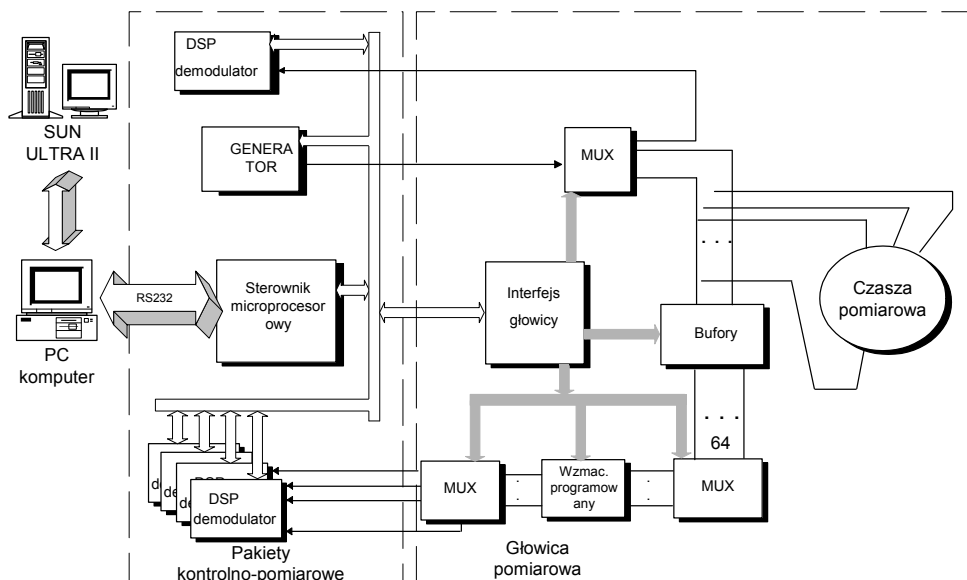 DSP
demodulator
SUN
ULTRA II
GENERA
TOR
MUX
RS232
Sterownik
microprocesor
owy
Interfejs
głowicy
. . .
Czasza
pomiarowa
Bufory
PC
komputer
. . .
64
MUX
Wzmac.
programow
any
MUX
DSP
demodulator
Pakiety
kontrolno-pomiarowe
Głowica
pomiarowa